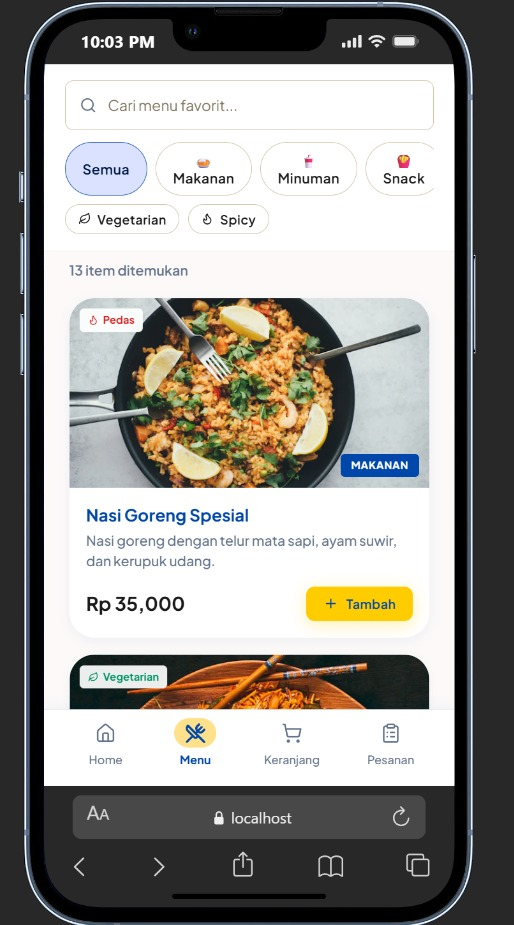 10:03 PM
Cari menu favorit...
Semua
Makanan
Minuman
Snack
Vegetarian
Spicy
13 item ditemukan
Pedas
MAKANAN
Nasi Goreng Spesial
Nasi goreng dengan telur mata sapi, ayam suwir,
dan kerupuk udang.
Rp 35,000
+ Tambah
Vegetarian
Home
Menu
Keranjang
Pesanan
AA
localhost